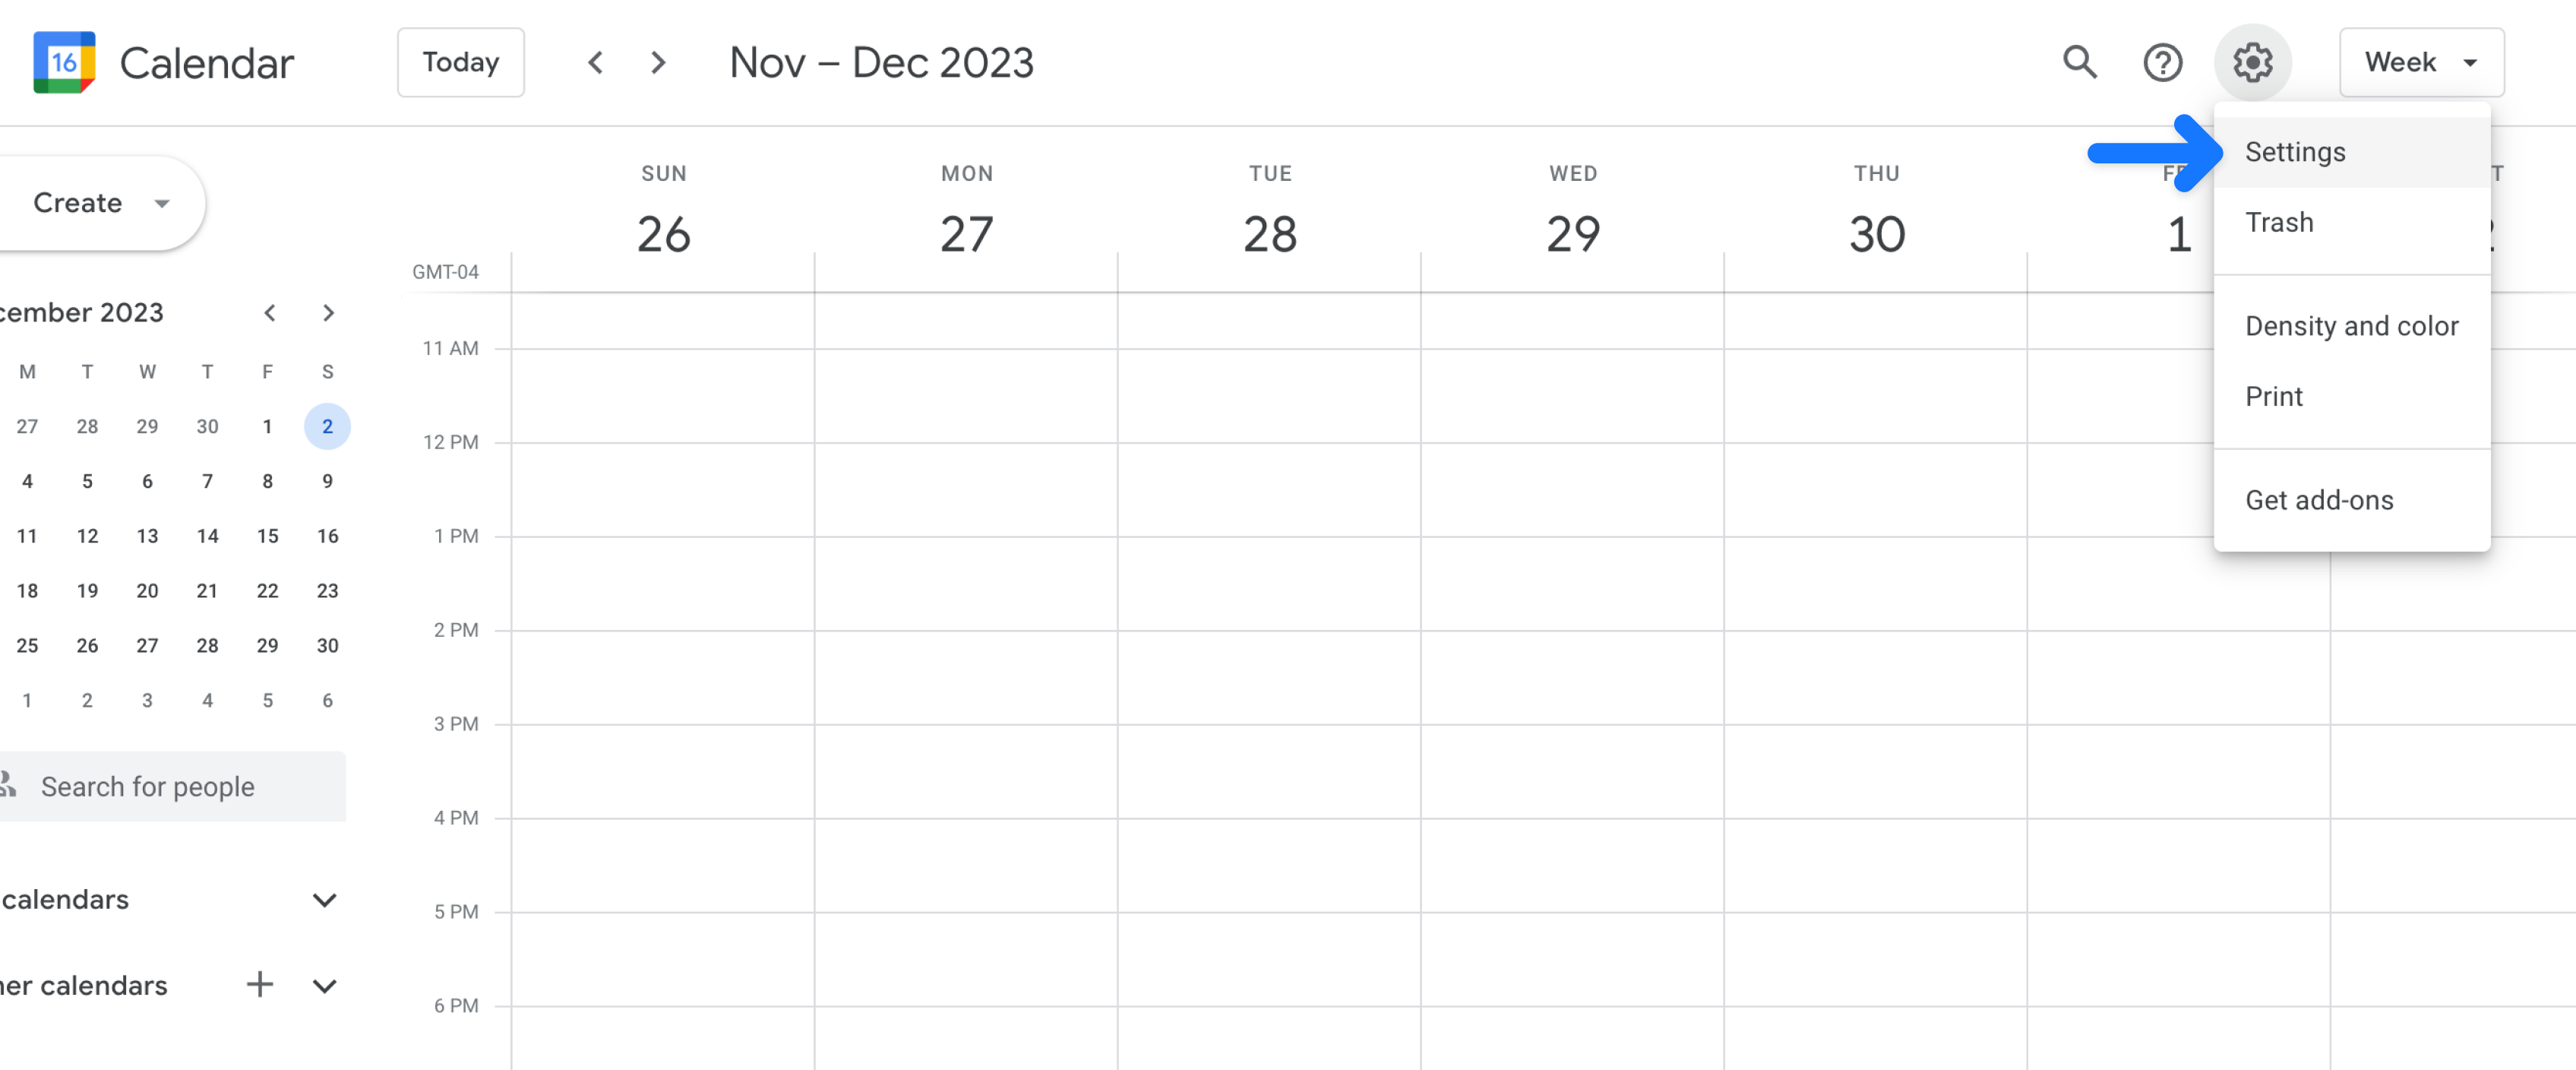 16 Calendar Today Nov – Dec 2023 Week
Settings
Trash
Density and color
Print
Get add-ons
Create
SUN MON TUE WED THU
26 27 28 29 30 1
GMT-04
11 AM
12 PM
1 PM
2 PM
3 PM
4 PM
5 PM
6 PM
cember 2023
M T W T F S
27 28 29 30 1 2
4 5 6 7 8 9
11 12 13 14 15 16
18 19 20 21 22 23
25 26 27 28 29 30
1 2 3 4 5 6
Search for people
calendars
her calendars